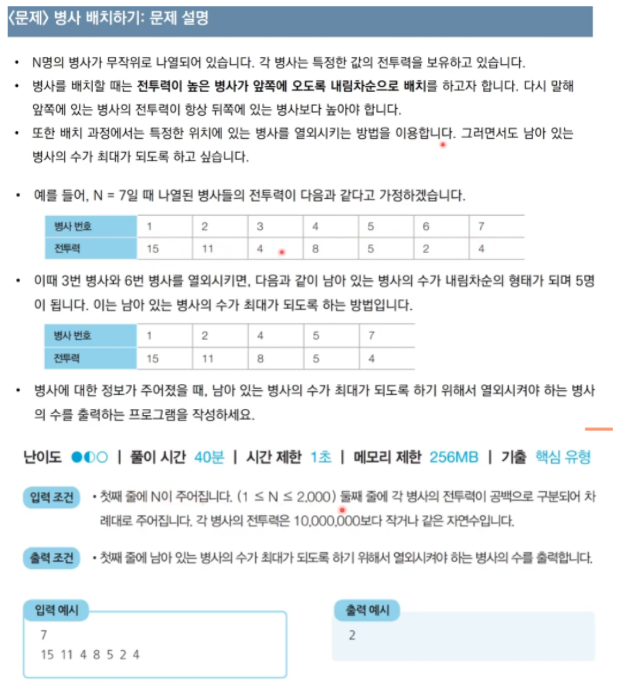 <문제> 병사 배치하기: 문제 설명
• N명의 병사가 무작위로 나열되어 있습니다. 각 병사는 특정한 값의 전투력을 보유하고 있습니다.
• 병사를 배치할 때는 전투력이 높은 병사가 앞쪽에 오도록 내림차순으로 배치를 하고자 합니다. 다시 말해
앞쪽에 있는 병사의 전투력이 항상 뒤쪽에 있는 병사보다 높아야 합니다.
• 또한 배치 과정에서는 특정한 위치에 있는 병사를 열외시키는 방법을 이용합니다. 그러면서도 남아 있는
병사의 수가 최대가 되도록 하고 싶습니다.
• 예를 들어, N = 7일 때 나열된 병사들의 전투력이 다음과 같다고 가정하겠습니다.
병사 번호 1 2 3 4 5 6 7
전투력 15 11 4 8 5 2 4
• 이때 3번 병사와 6번 병사를 열외시키면, 다음과 같이 남아 있는 병사의 수가 내림차순의 형태가 되며 5명
이 됩니다. 이는 남아 있는 병사의 수가 최대가 되도록 하는 방법입니다.
병사 번호 1 2 4 5 7
전투력 15 11 8 5 4
• 병사에 대한 정보가 주어졌을 때, 남아 있는 병사의 수가 최대가 되도록 하기 위해서 열외시켜야 하는 병사
의 수를 출력하는 프로그램을 작성하세요.
난이도 | 풀이 시간 40분 | 시간 제한 1초 | 메모리 제한 256MB | 기출 핵심 유형
입력 조건 • 첫째 줄에 N이 주어집니다. (1 ≤ N ≤ 2,000) 둘째 줄에 각 병사의 전투력이 공백으로 구분되어 차
례대로 주어집니다. 각 병사의 전투력은 10,000,000보다 작거나 같은 자연수입니다.
출력 조건 • 첫째 줄에 남아 있는 병사의 수가 최대가 되도록 하기 위해서 열외시켜야 하는 병사의 수를 출력합니다.
입력 예시
7
15 11 4 8 5 2 4
출력 예시
2